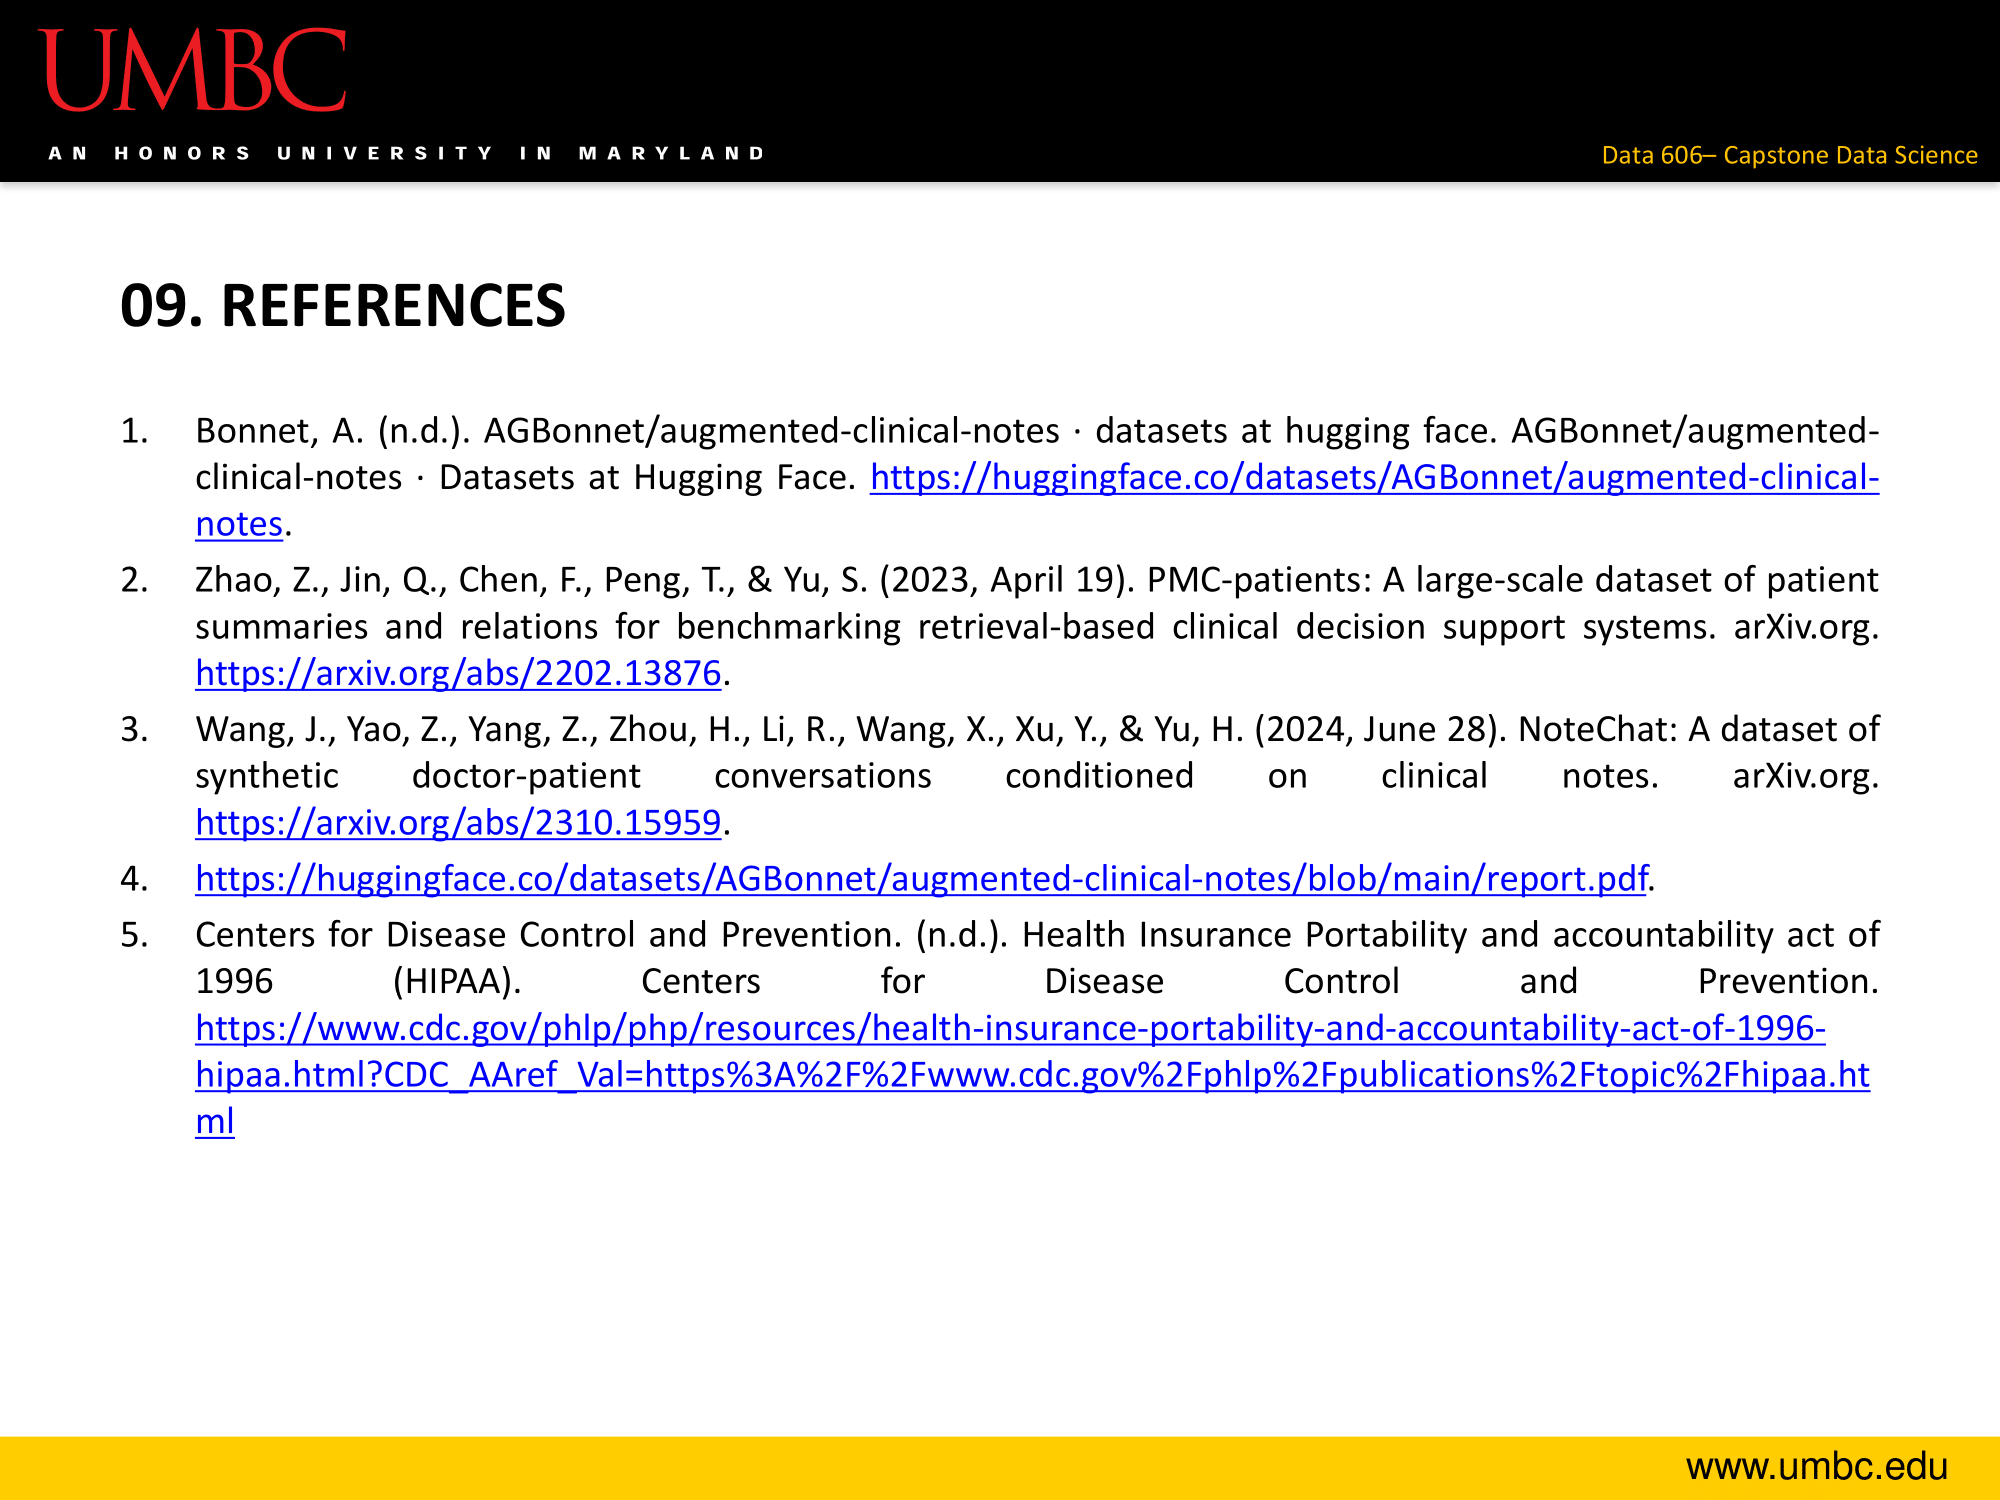 UMBC
AN HONORS UNIVERSITY IN MARYLAND
Data 606– Capstone Data Science
09. REFERENCES
1. Bonnet, A. (n.d.). AGBonnet/augmented-clinical-notes · datasets at hugging face. AGBonnet/augmented-
clinical-notes · Datasets at Hugging Face. https://huggingface.co/datasets/AGBonnet/augmented-clinical-
notes.
2. Zhao, Z., Jin, Q., Chen, F., Peng, T., & Yu, S. (2023, April 19). PMC-patients: A large-scale dataset of patient
summaries and relations for benchmarking retrieval-based clinical decision support systems. arXiv.org.
https://arxiv.org/abs/2202.13876.
3. Wang, J., Yao, Z., Yang, Z., Zhou, H., Li, R., Wang, X., Xu, Y., & Yu, H. (2024, June 28). NoteChat: A dataset of
synthetic doctor-patient conversations conditioned on clinical notes. arXiv.org.
https://arxiv.org/abs/2310.15959.
4. https://huggingface.co/datasets/AGBonnet/augmented-clinical-notes/blob/main/report.pdf.
5. Centers for Disease Control and Prevention. (n.d.). Health Insurance Portability and accountability act of
1996 (HIPAA). Centers for Disease Control and Prevention.
https://www.cdc.gov/phlp/php/resources/health-insurance-portability-and-accountability-act-of-1996-
hipaa.html?CDC_AAref_Val=https%3A%2F%2Fwww.cdc.gov%2Fphlp%2Fpublications%2Ftopic%2Fhipaa.ht
ml
www.umbc.edu